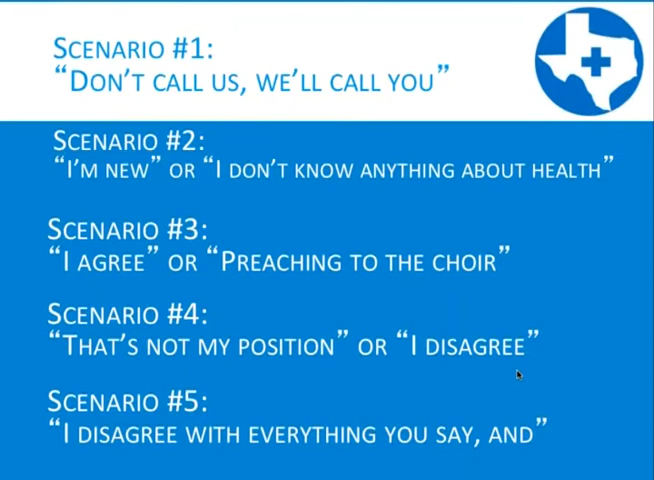 Scenario #1:
“Don’t call us, we’ll call you”
Scenario #2:
“I’m new” or “I don’t know anything about health”
Scenario #3:
“I agree” or “Preaching to the choir”
Scenario #4:
“That’s not my position” or “I disagree”
Scenario #5:
“I disagree with everything you say, and”